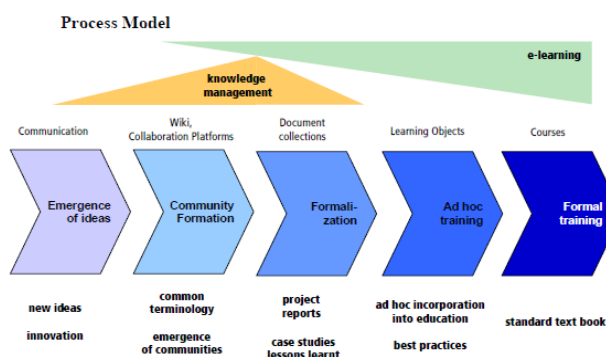 Process Model
e-learning
knowledge
management
Communication
Wiki,
Collaboration Platforms
Document
collections
Learning Objects
Courses
Emergence
of ideas
Community
Formation
Formali-
zation
Ad hoc
training
Formal
training
new ideas
innovation
common
terminology
emergence
of communities
project
reports
case studies
lessons learnt
ad hoc incorporation
into education
best practices
standard text book